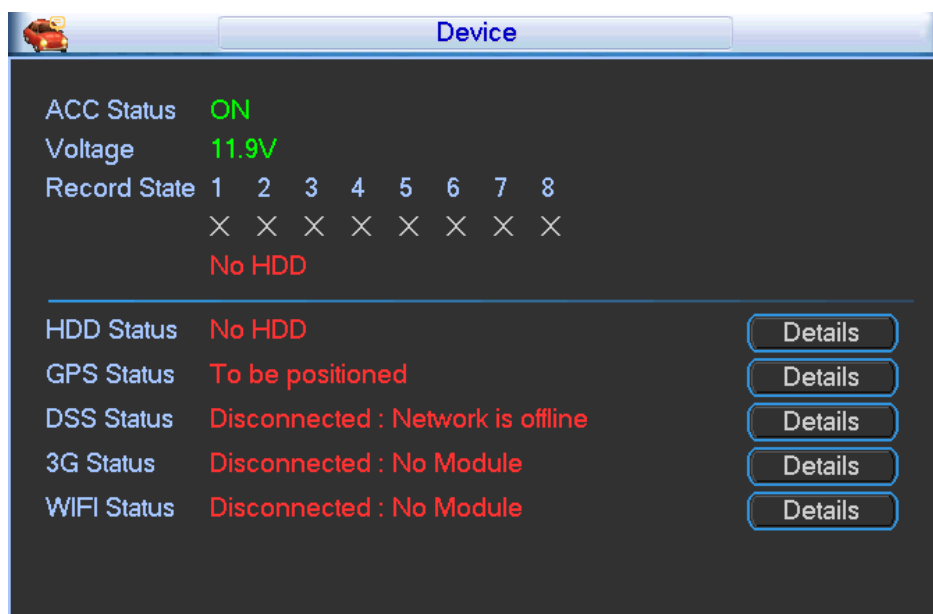 Device
ACC Status ON
Voltage 11.9V
Record State 1 2 3 4 5 6 7 8
No HDD
HDD Status No HDD Details
GPS Status To be positioned Details
DSS Status Disconnected : Network is offline Details
3G Status Disconnected : No Module Details
WIFI Status Disconnected : No Module Details